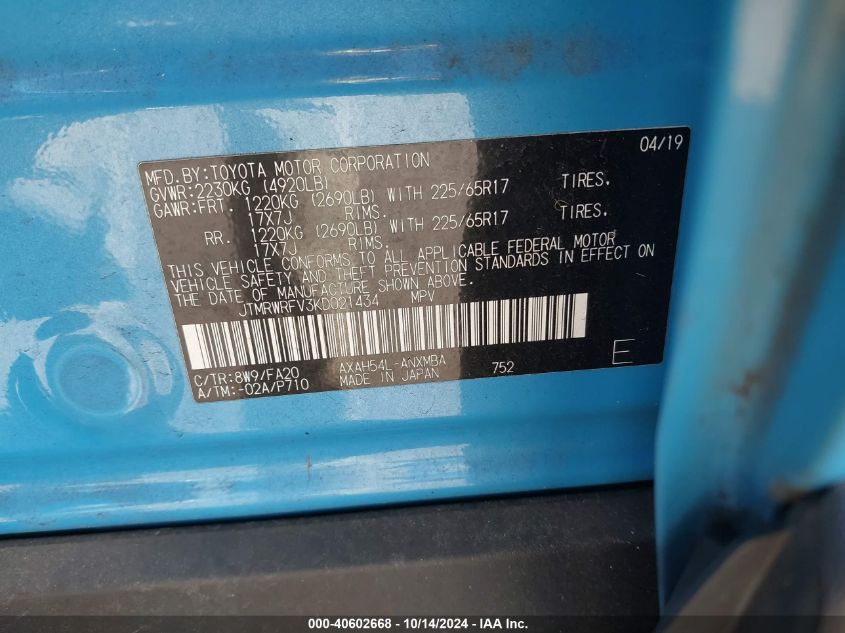 04/19
MFD.BY:TOYOTA MOTOR CORPORATION
GVWR:2230KG (4920LB)
GAWR:FRT. 1220KG (2690LB) WITH 225/65R17 TIRES,
17X7J RIMS.
RR. 1220KG (2690LB) WITH 225/65R17 TIRES,
17X7J RIMS.
THIS VEHICLE CONFORMS TO ALL APPLICABLE FEDERAL MOTOR
VEHICLE SAFETY AND THEFT PREVENTION STANDARDS IN EFFECT ON
THE DATE OF MANUFACTURE SHOWN ABOVE.
JTMRWRFV3KD021434 MPV
C/TR:8W9/FA20 AXAH54L-ANXMBA 752 E
A/TM:-02A/P710 MADE IN JAPAN
000-40602668 - 10/14/2024 - IAA Inc.